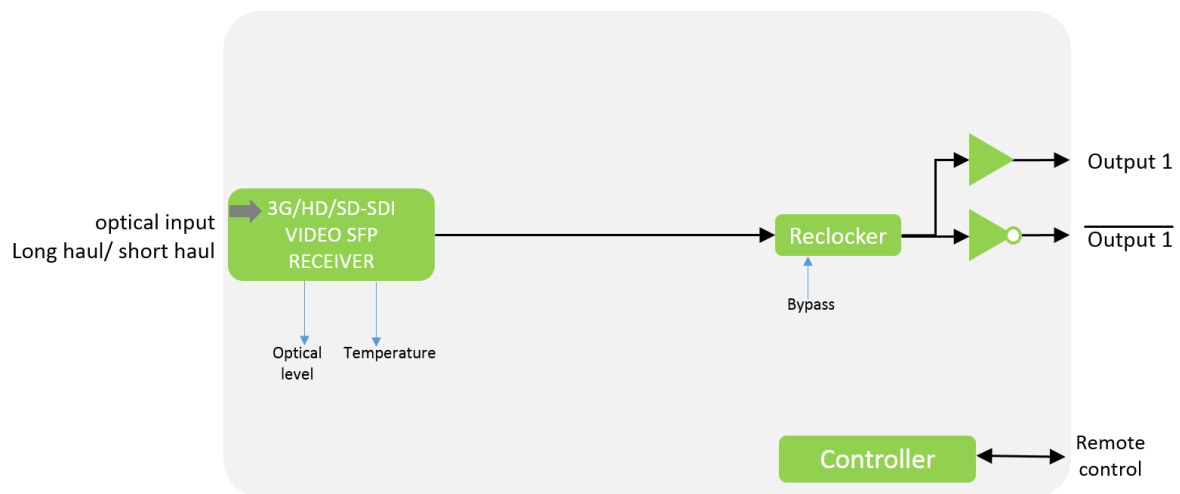 optical input
Long haul/ short haul
3G/HD/SD-SDI
VIDEO SFP
RECEIVER
Optical
level
Temperature
Reclocker
Bypass
Output 1
Output 1
Controller
Remote
control